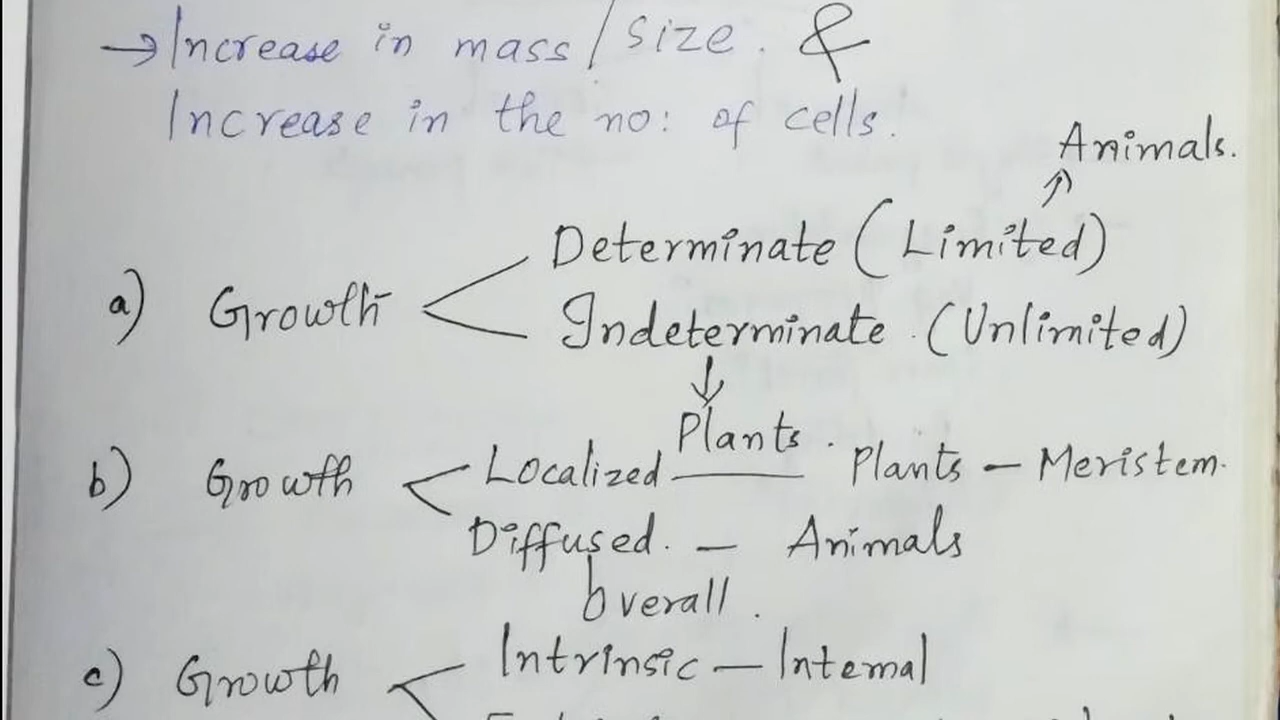 → Increase in mass/size. &
Increase in the no: of cells.
Animals.
Determinate (Limited)
a) Growth
Indeterminate. (Unlimited)
Plants.
b) Growth
Localized — Plants - Meristem.
Diffused. - Animals
Overall.
c) Growth
Intrinsic - Internal